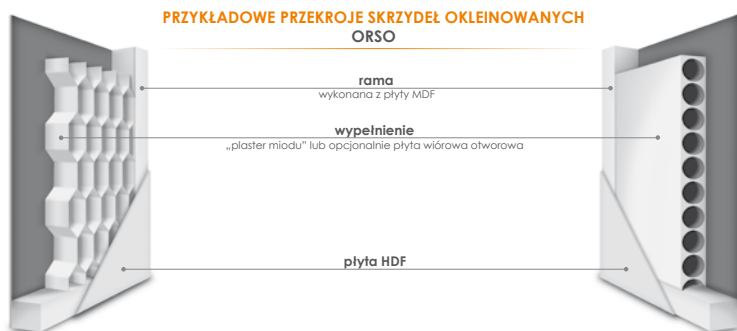 PRZYKŁADOWE PRZEKROJE SKRZYDEŁ OKLEINOWANYCH
ORSO
rama
wykonana z płyty MDF
wypełnienie
„plaster miodu" lub opcjonalnie płyta wiórowa otworowa
płyta HDF